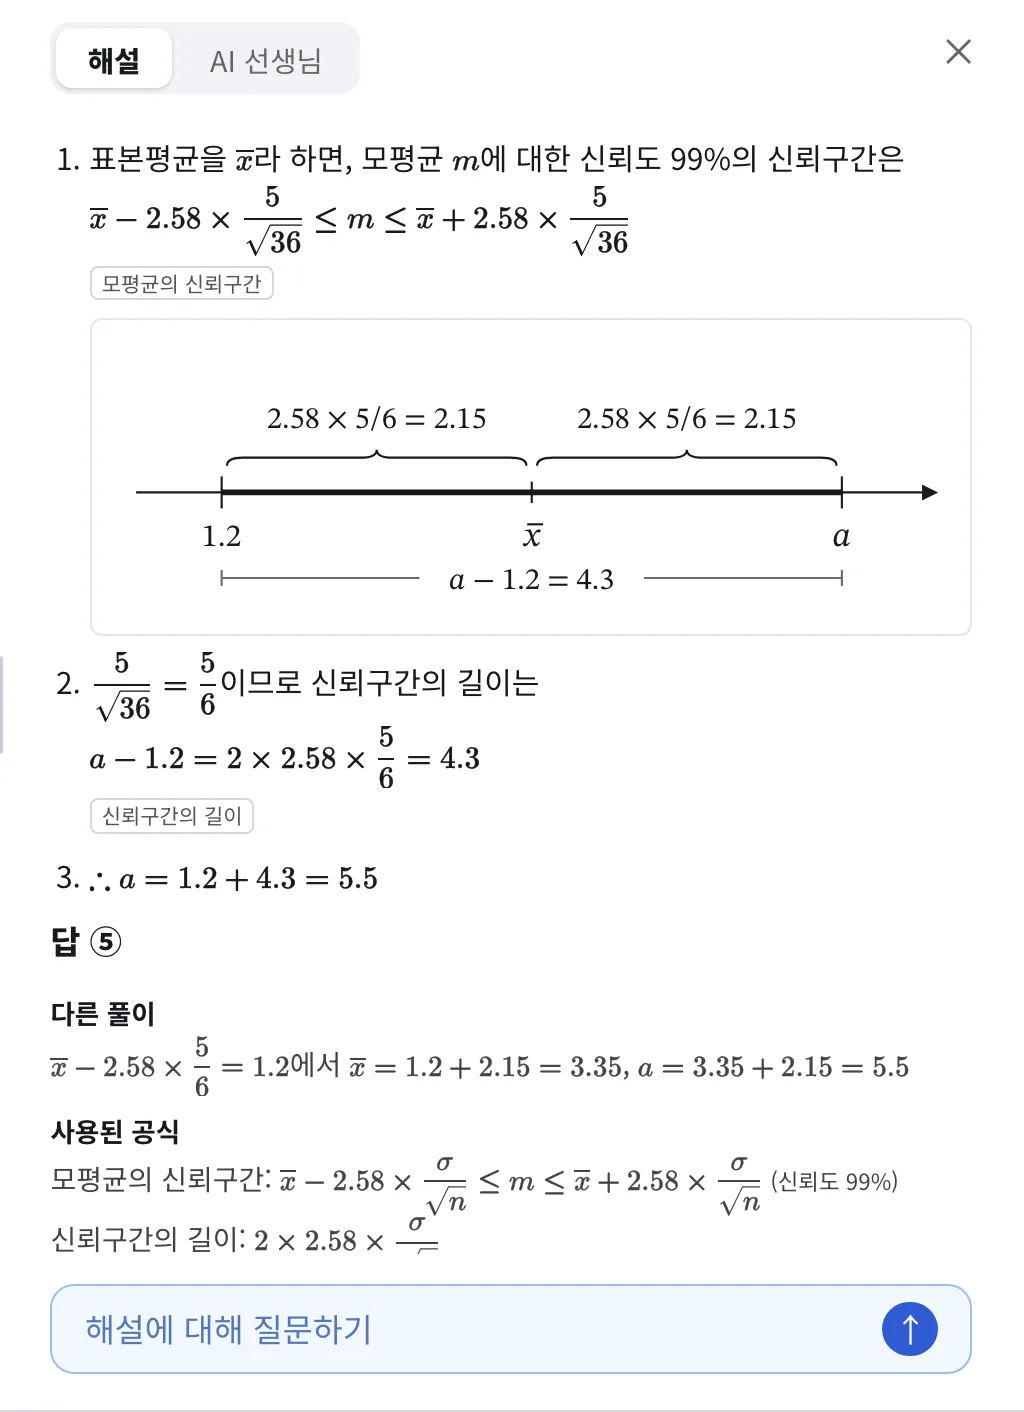 해설
AI 선생님
1. 표본평균을 x̄라 하면, 모평균 m에 대한 신뢰도 99%의 신뢰구간은
x̄ − 2.58 × 5/√36 ≤ m ≤ x̄ + 2.58 × 5/√36
모평균의 신뢰구간
2.58 × 5/6 = 2.15
2.58 × 5/6 = 2.15
1.2
x̄
a
a − 1.2 = 4.3
2. 5/√36 = 5/6이므로 신뢰구간의 길이는
a − 1.2 = 2 × 2.58 × 5/6 = 4.3
신뢰구간의 길이
3. ∴ a = 1.2 + 4.3 = 5.5
답 ⑤
다른 풀이
x̄ − 2.58 × 5/6 = 1.2에서 x̄ = 1.2 + 2.15 = 3.35, a = 3.35 + 2.15 = 5.5
사용된 공식
모평균의 신뢰구간: x̄ − 2.58 × σ/√n ≤ m ≤ x̄ + 2.58 × σ/√n (신뢰도 99%)
신뢰구간의 길이: 2 × 2.58 × σ
해설에 대해 질문하기